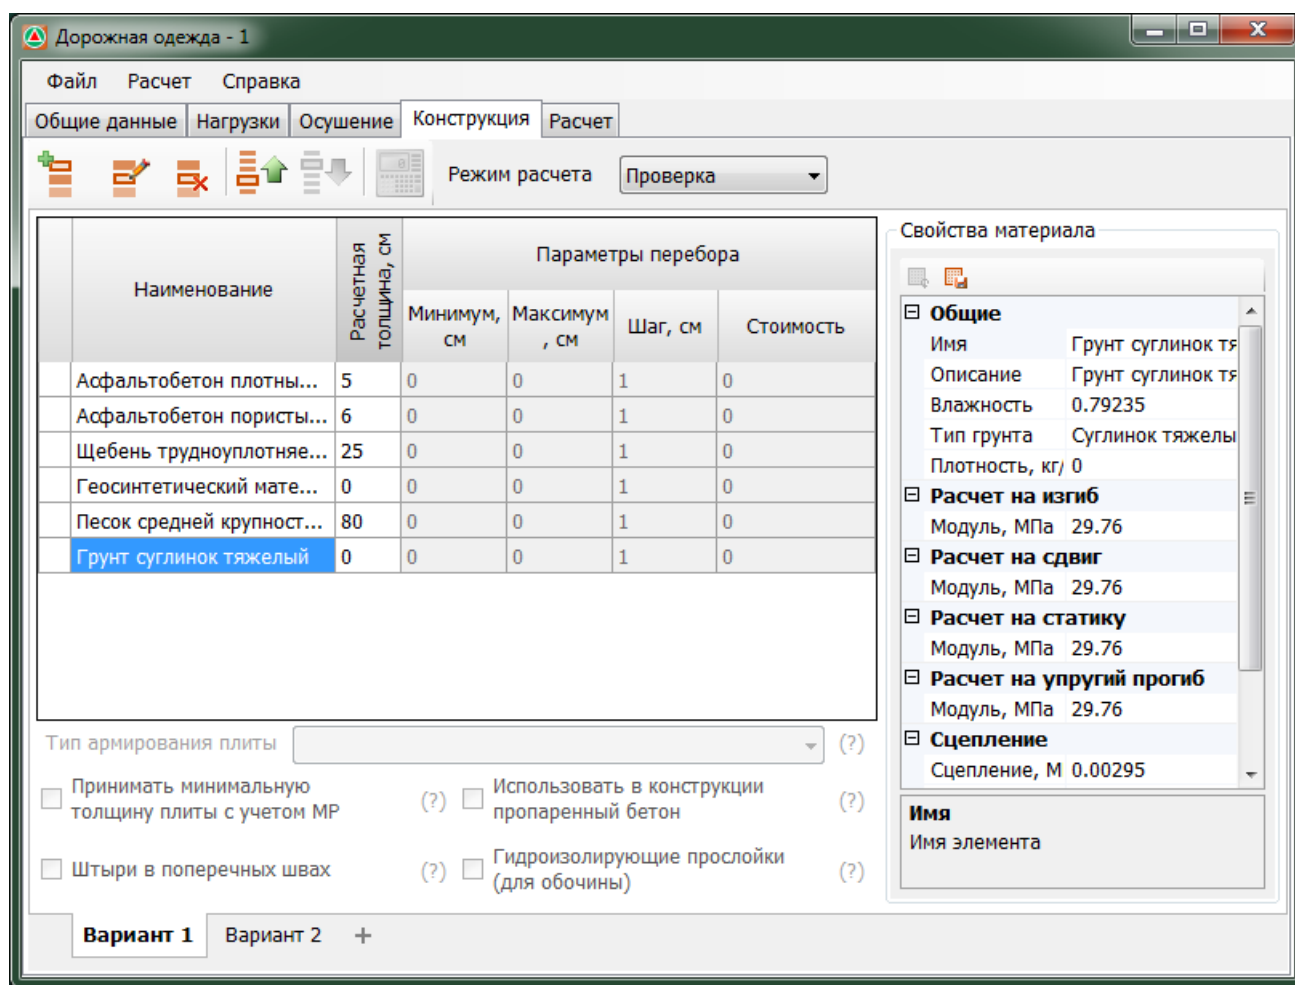 Дорожная одежда - 1
Файл Расчет Справка
Общие данные Нагрузки Осушение Конструкция Расчет
Режим расчета Проверка
Наименование
Расчетная толщина, см
Параметры перебора
Минимум, см
Максимум , см
Шаг, см
Стоимость
Асфальтобетон плотны... 5 0 0 1 0
Асфальтобетон пористы... 6 0 0 1 0
Щебень трудноуплотняе... 25 0 0 1 0
Геосинтетический мате... 0 0 0 1 0
Песок средней крупност... 80 0 0 1 0
Грунт суглинок тяжелый 0 0 0 1 0
Тип армирования плиты (?)
Принимать минимальную
толщину плиты с учетом МР (?)
Использовать в конструкции
пропаренный бетон (?)
Штыри в поперечных швах (?)
Гидроизолирующие прослойки
(для обочины) (?)
Вариант 1 Вариант 2 +
Свойства материала
Общие
Имя Грунт суглинок тя
Описание Грунт суглинок тя
Влажность 0.79235
Тип грунта Суглинок тяжелы
Плотность, кг/ 0
Расчет на изгиб
Модуль, МПа 29.76
Расчет на сдвиг
Модуль, МПа 29.76
Расчет на статику
Модуль, МПа 29.76
Расчет на упругий прогиб
Модуль, МПа 29.76
Сцепление
Сцепление, М 0.00295
Имя
Имя элемента